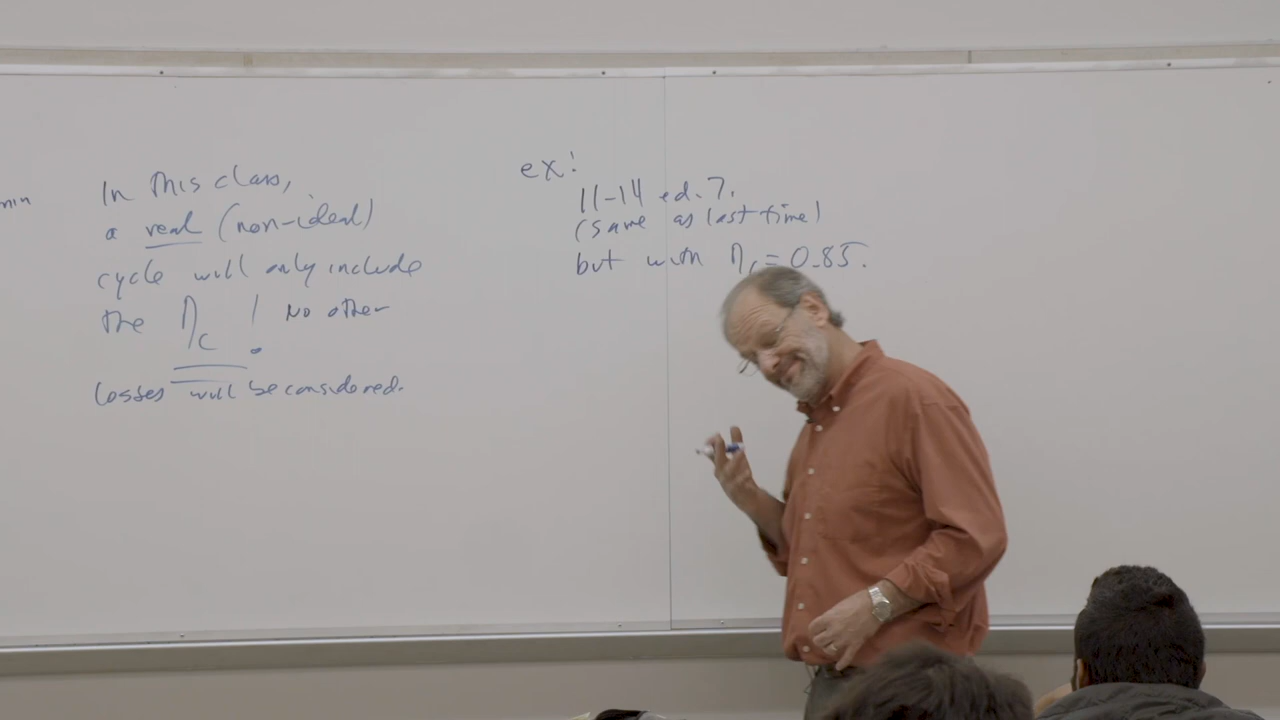 min
In this class,
a real (non-ideal)
cycle will only include
the ηc ! No other
losses will be considered.
ex:
11-14 ed. 7.
(same as last time)
but with ηc = 0.85.